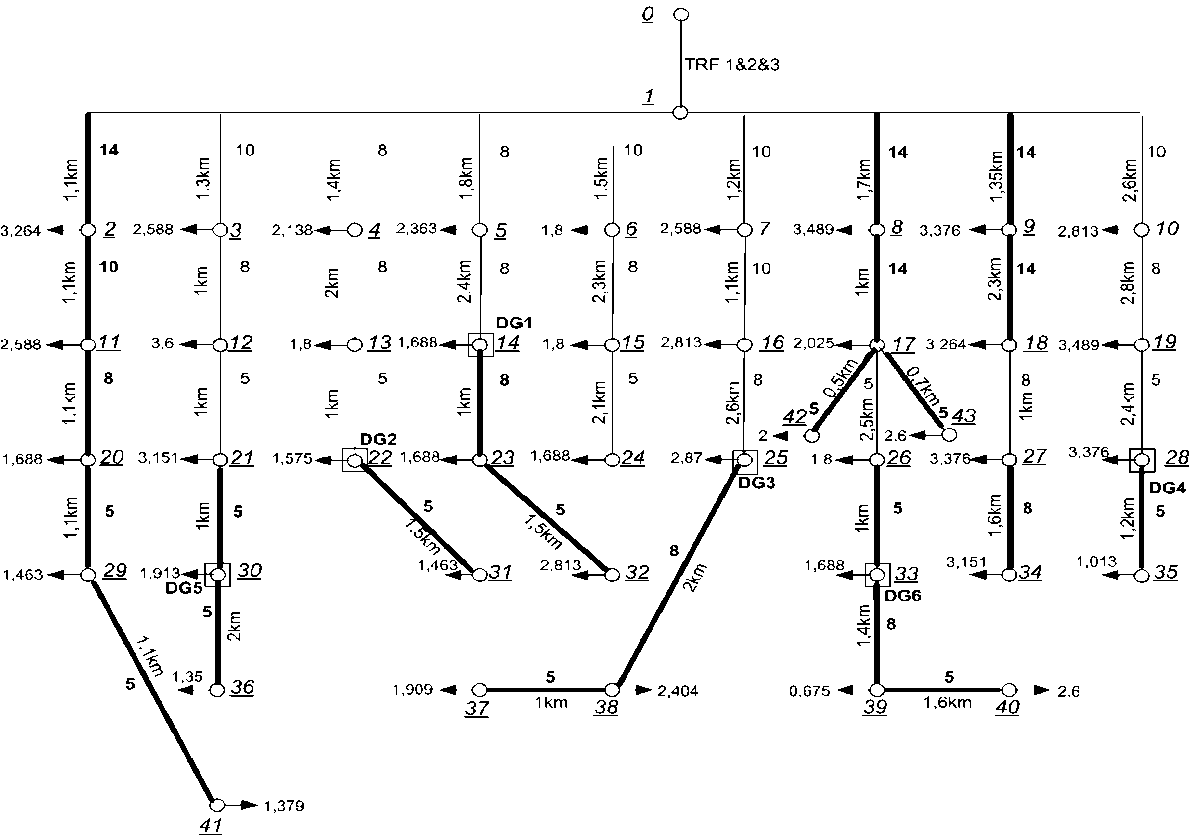 0
TRF 1&2&3
1
14 10 8 8 10 10 14 14 10
1,1km 1.3km 1.4km 1,8km 1.5km 1,2km 1,7km 1,35km 2,6km
3,264 2 2,588 3 2,138 4 2,363 5 1,8 6 2,588 7 3,489 8 3,376 9 2,813 10
10 8 8 8 8 10 14 14 8
1,1km 1km 2km 2.4km 2,3km 1,1km 1km 2,3km 2,8km
DG1
2,588 11 3.6 12 1,8 13 1,688 14 1,8 15 2,813 16 2,025 17 3 264 18 3,489 19
8 5 5 8 5 8 5 8 5
1.1km 1km 1km 1km 2,1km 2,6km 0,5km 2,5km 0,7km 1km 2,4km
5 42 5 43
2 2.6
DG2
1,688 20 3,151 21 1,575 22 1,688 23 1,688 24 2,87 25 1.8 26 3,376 27 3,376 28
DG3 DG4
5 5 5 5 5 8 5
1,1km 1km 1.5km 1,5km 1km 1,6km 1,2km
1,463 29 1.913 30 1,463 31 2.813 32 1,688 33 3,151 34 1,013 35
DG5 DG6
8
2km
5 2km 1,4km 8
1.1km
5
1,35 36 1,909 37 5 1km 38 2,404 0.675 39 5 1,6km 40 2.6
1,379
41